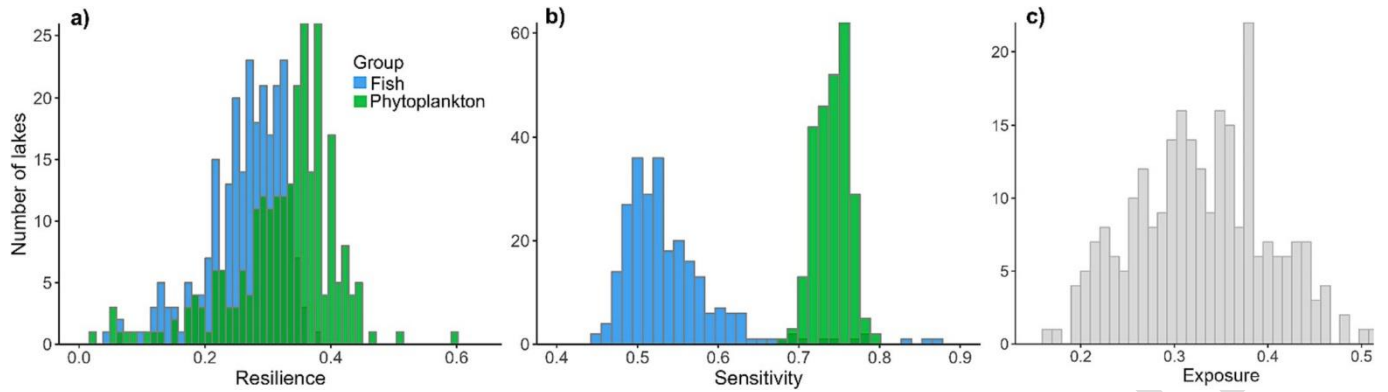 a)
Number of lakes
25
20
15
10
5
0
Group
Fish
Phytoplankton
0.0 0.2 0.4 0.6
Resilience
b)
60
40
20
0
0.4 0.5 0.6 0.7 0.8 0.9
Sensitivity
c)
20
15
10
5
0
0.2 0.3 0.4 0.5
Exposure